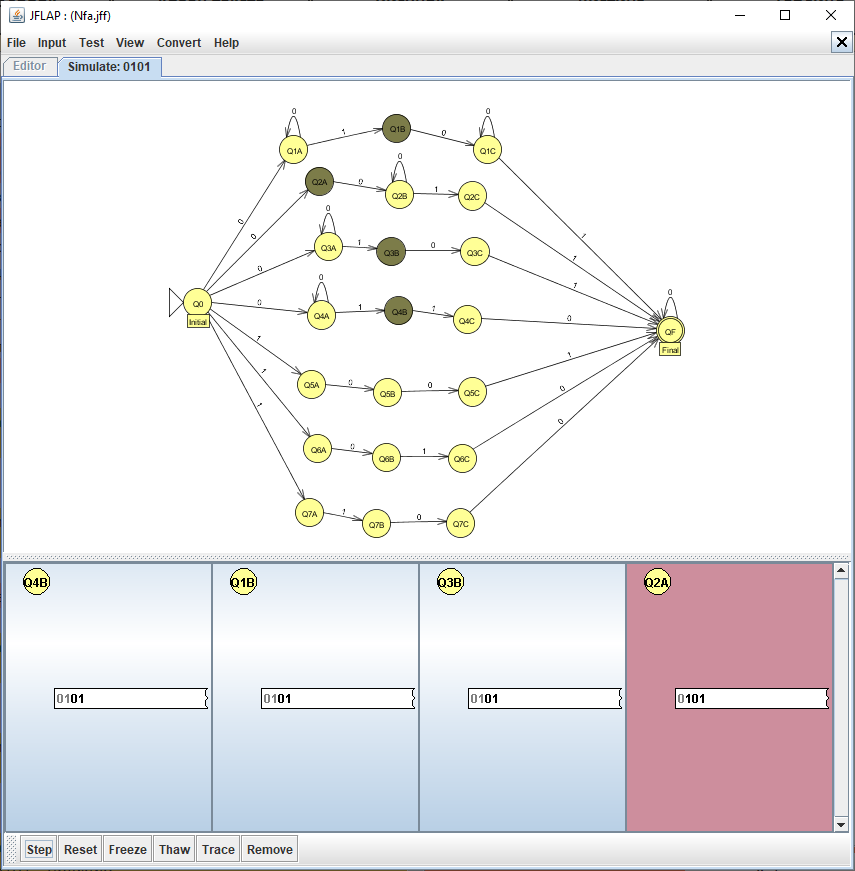 JFLAP : (Nfa.jff)
File Input Test View Convert Help
Editor Simulate: 0101
0 0
Q1A 1 Q1B 0 Q1C
0
Q2A 0 Q2B 1 Q2C
0
Q3A 1 Q3B 0 Q3C
0
Q4A 1 Q4B 1 Q4C 0
0 0 0 0
1 1 1
0
Q0 QF
Initial Final
1 1 1
Q5A 0 Q5B 0 Q5C 1
Q6A 0 Q6B 1 Q6C 0
Q7A 1 Q7B 0 Q7C 0
Q4B Q1B Q3B Q2A
0101 0101 0101 0101
Step Reset Freeze Thaw Trace Remove